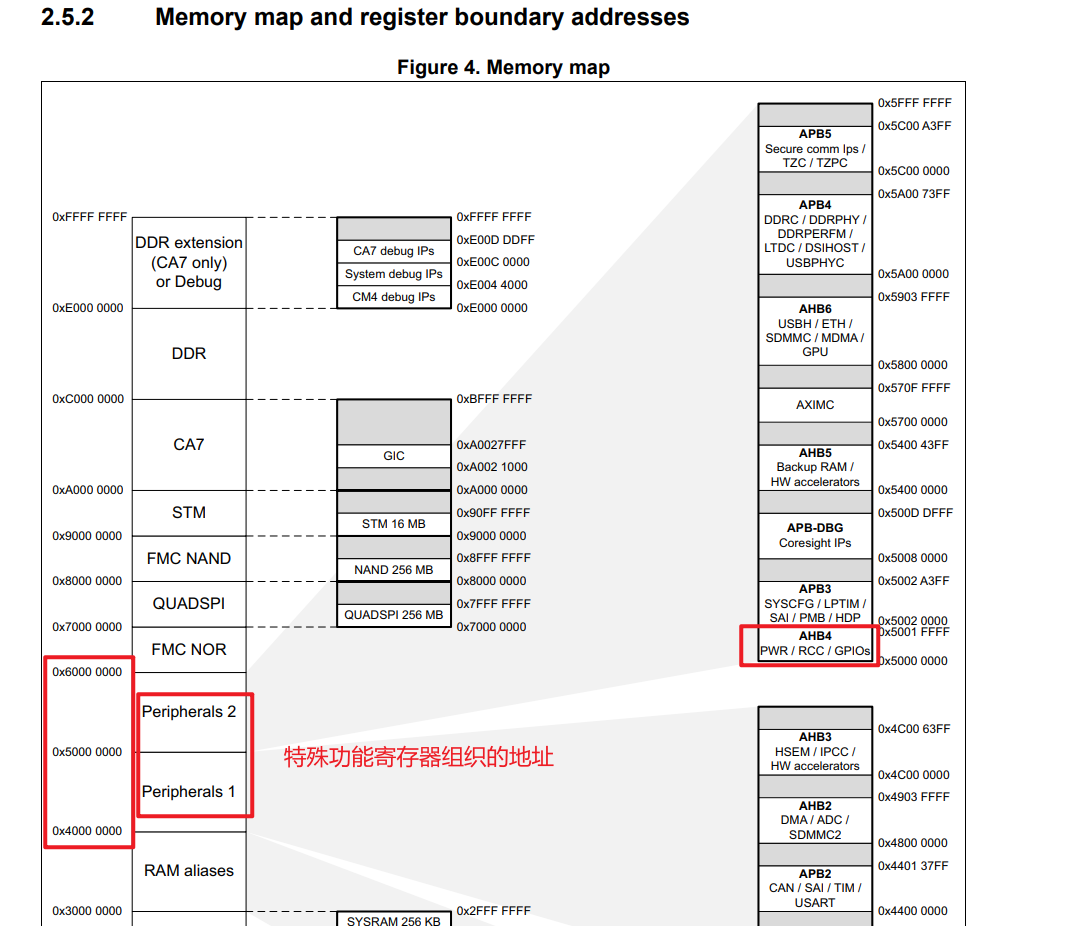 2.5.2 Memory map and register boundary addresses
Figure 4. Memory map
0xFFFF FFFF
DDR extension
(CA7 only)
or Debug
0xE000 0000
DDR
0xC000 0000
CA7
0xA000 0000
STM
0x9000 0000
FMC NAND
0x8000 0000
QUADSPI
0x7000 0000
FMC NOR
0x6000 0000
Peripherals 2
0x5000 0000
Peripherals 1
0x4000 0000
RAM aliases
0x3000 0000
0xFFFF FFFF
0xE00D DDFF
CA7 debug IPs
0xE00C 0000
System debug IPs
0xE004 4000
CM4 debug IPs
0xE000 0000
0xBFFF FFFF
0xA0027FFF
GIC
0xA002 1000
0xA000 0000
0x90FF FFFF
STM 16 MB
0x9000 0000
0x8FFF FFFF
NAND 256 MB
0x8000 0000
0x7FFF FFFF
QUADSPI 256 MB
0x7000 0000
特殊功能寄存器组织的地址
0x2FFF FFFF
SYSRAM 256 KB
0x5FFF FFFF
0x5C00 A3FF
APB5
Secure comm Ips /
TZC / TZPC
0x5C00 0000
0x5A00 73FF
APB4
DDRC / DDRPHY /
DDRPERFM /
LTDC / DSIHOST /
USBPHYC
0x5A00 0000
0x5903 FFFF
AHB6
USBH / ETH /
SDMMC / MDMA /
GPU
0x5800 0000
0x570F FFFF
AXIMC
0x5700 0000
0x5400 43FF
AHB5
Backup RAM /
HW accelerators
0x5400 0000
0x500D DFFF
APB-DBG
Coresight IPs
0x5008 0000
0x5002 A3FF
APB3
SYSCFG / LPTIM /
SAI / PMB / HDP
0x5002 0000
0x5001 FFFF
AHB4
PWR / RCC / GPIOs
0x5000 0000
0x4C00 63FF
AHB3
HSEM / IPCC /
HW accelerators
0x4C00 0000
0x4903 FFFF
AHB2
DMA / ADC /
SDMMC2
0x4800 0000
0x4401 37FF
APB2
CAN / SAI / TIM /
USART
0x4400 0000